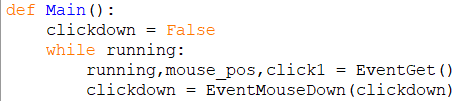 def Main():
    clickdown = False
    while running:
        running,mouse_pos,click1 = EventGet()
        clickdown = EventMouseDown(clickdown)